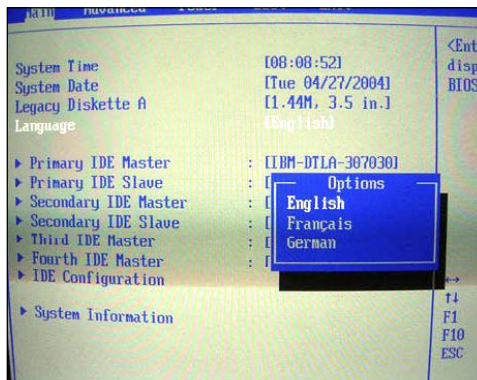 Main Advanced Power Boot Exit
System Time [08:08:52]
System Date [Tue 04/27/2004]
Legacy Diskette A [1.44M, 3.5 in.]
Language [English]
Primary IDE Master : [IBM-DTLA-307030]
Primary IDE Slave : [
Secondary IDE Master : [
Secondary IDE Slave : [
Third IDE Master : [
Fourth IDE Master : [
IDE Configuration
System Information
Options
English
Français
German
<Ent
disp
BIOS
F1
F10
ESC